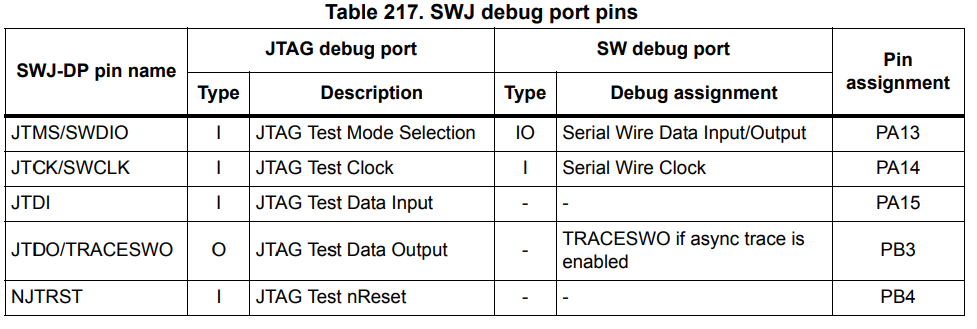 Table 217. SWJ debug port pins
SWJ-DP pin name JTAG debug port SW debug port Pin assignment
Type Description Type Debug assignment
JTMS/SWDIO I JTAG Test Mode Selection IO Serial Wire Data Input/Output PA13
JTCK/SWCLK I JTAG Test Clock I Serial Wire Clock PA14
JTDI I JTAG Test Data Input - - PA15
JTDO/TRACESWO O JTAG Test Data Output - TRACESWO if async trace is enabled PB3
NJTRST I JTAG Test nReset - - PB4